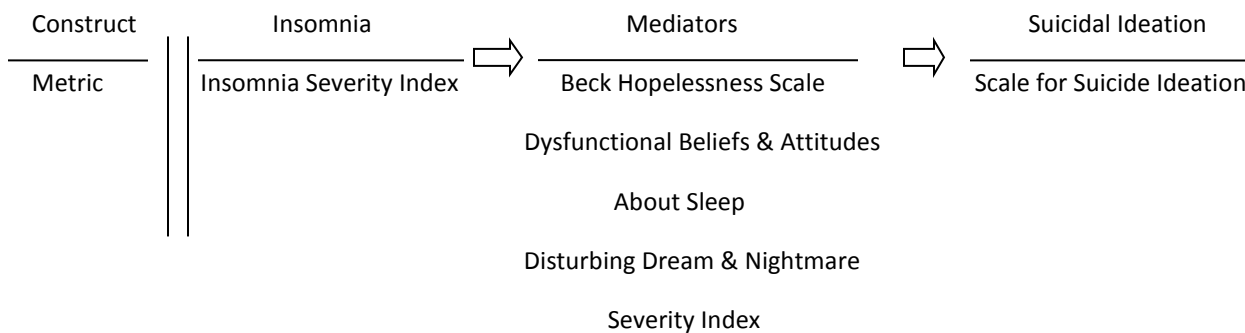 Construct Insomnia Mediators Suicidal Ideation
Metric Insomnia Severity Index Beck Hopelessness Scale Scale for Suicide Ideation
Dysfunctional Beliefs & Attitudes
About Sleep
Disturbing Dream & Nightmare
Severity Index